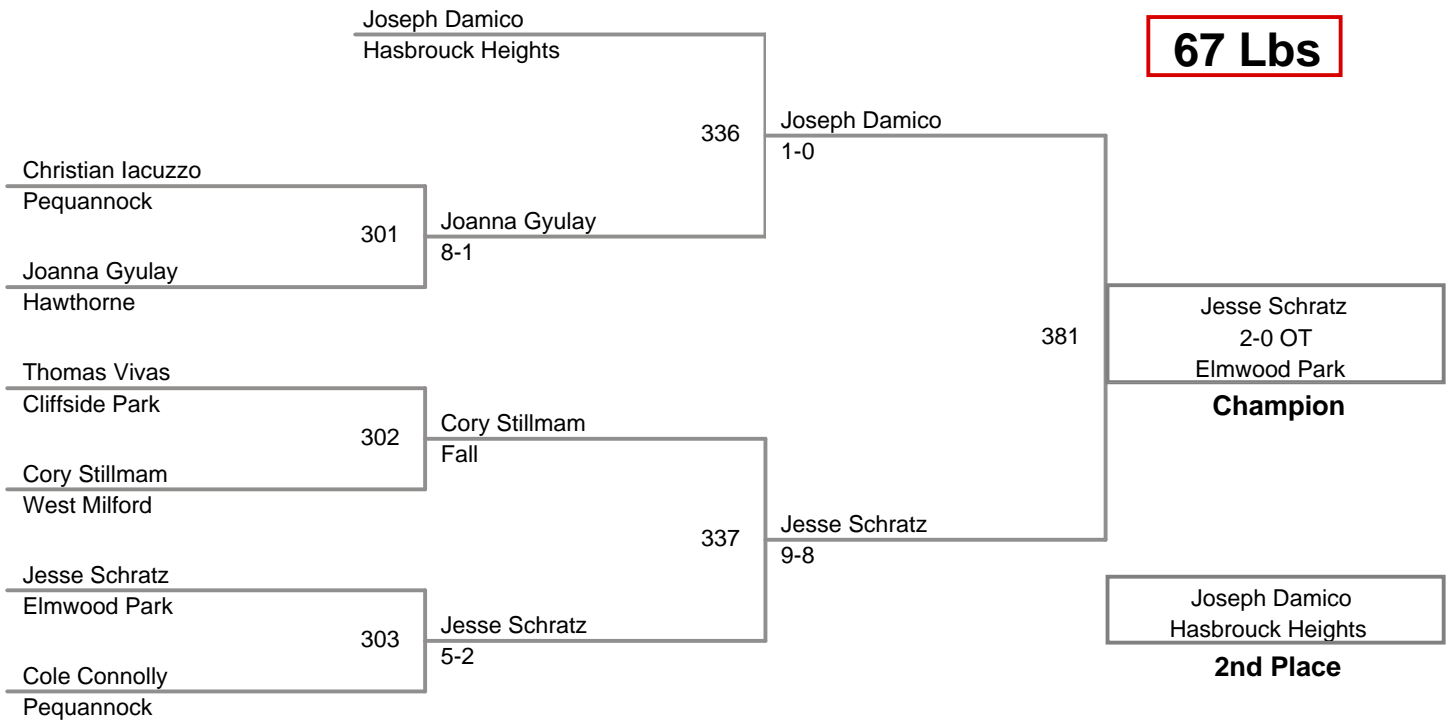 Joseph Damico
Hasbrouck Heights
67 Lbs
336
Joseph Damico
1-0
Christian Iacuzzo
Pequannock
301
Joanna Gyulay
8-1
Joanna Gyulay
Hawthorne
381
Jesse Schratz
2-0 OT
Elmwood Park
Champion
Thomas Vivas
Cliffside Park
302
Cory Stillmam
Fall
Cory Stillmam
West Milford
337
Jesse Schratz
9-8
Jesse Schratz
Elmwood Park
303
Jesse Schratz
5-2
Cole Connolly
Pequannock
Joseph Damico
Hasbrouck Heights
2nd Place